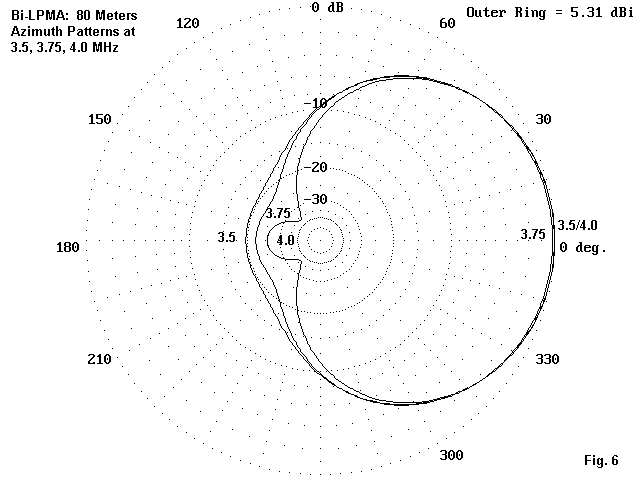 Bi-LPMA: 80 Meters
Azimuth Patterns at
3.5, 3.75, 4.0 MHz
0 dB
Outer Ring = 5.31 dBi
120
60
-10
150
30
-20
-30
3.75
3.5/4.0
3.5
4.0
3.75
180
0 deg.
210
330
300
Fig. 6